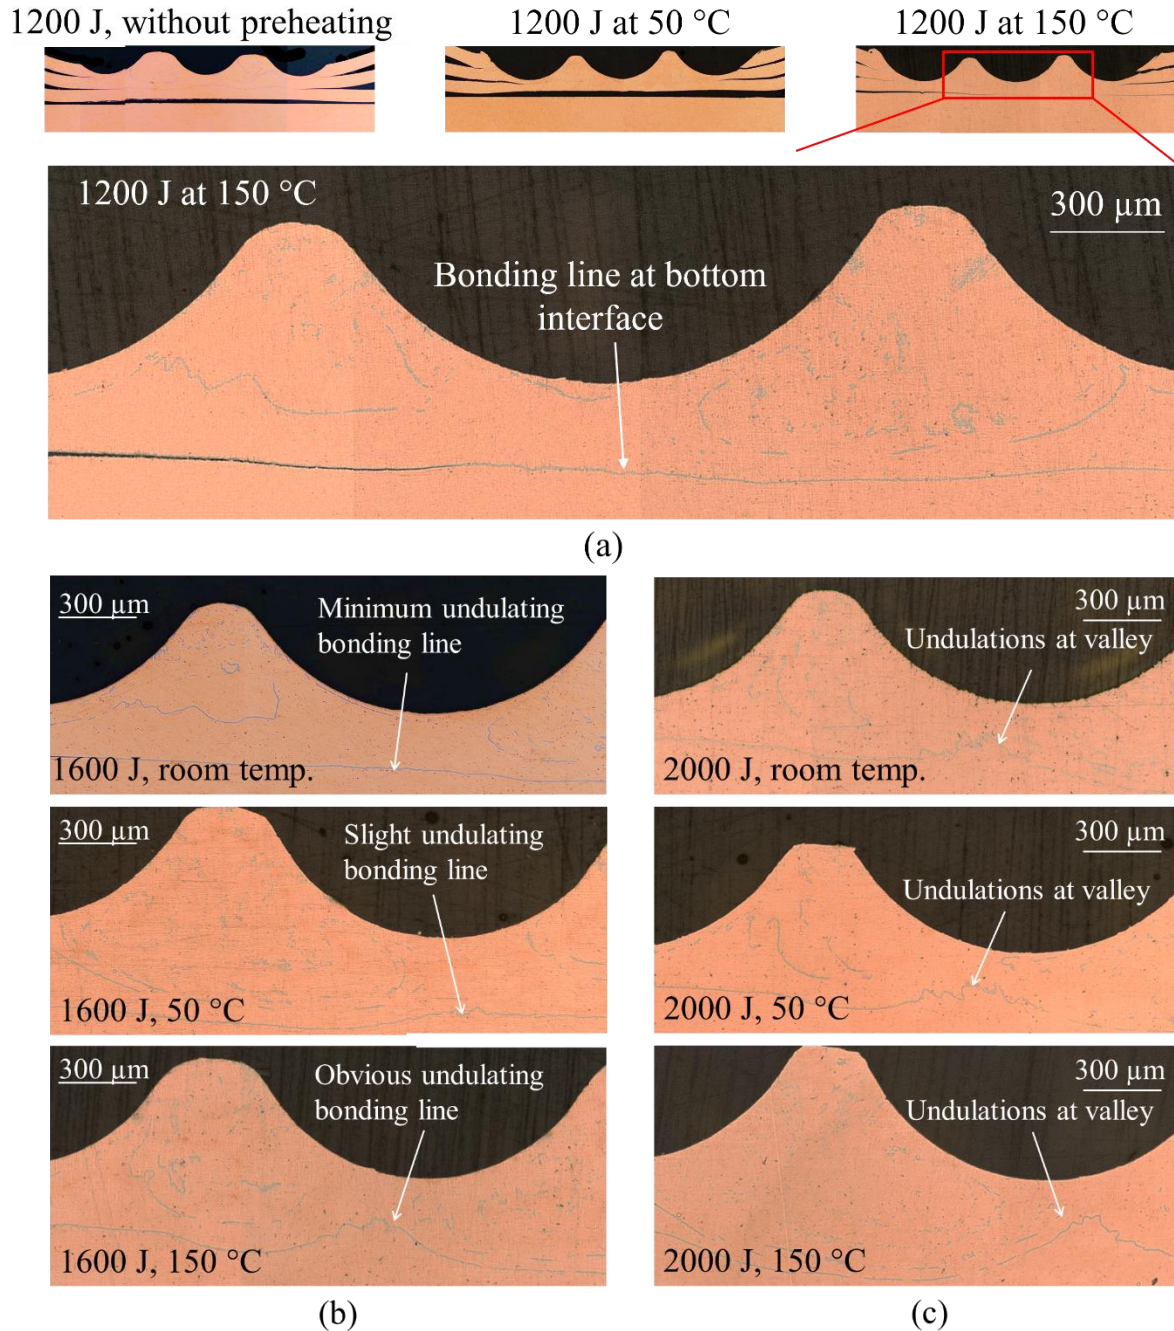 1200 J, without preheating
1200 J at 50 °C
1200 J at 150 °C
1200 J at 150 °C
300 µm
Bonding line at bottom
interface
(a)
300 µm
Minimum undulating
bonding line
1600 J, room temp.
300 µm
Slight undulating
bonding line
1600 J, 50 °C
300 µm
Obvious undulating
bonding line
1600 J, 150 °C
(b)
300 µm
Undulations at valley
2000 J, room temp.
300 µm
Undulations at valley
2000 J, 50 °C
300 µm
Undulations at valley
2000 J, 150 °C
(c)